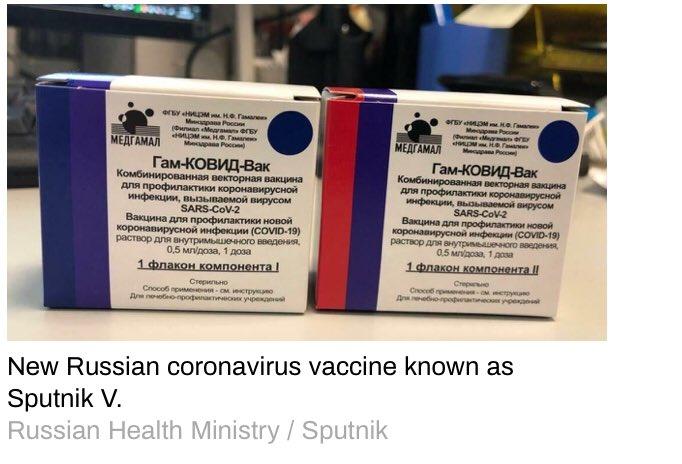 МЕДГАМАЛ
ФГБУ «НИЦЭМ им. Н.Ф. Гамалеи»
Минздрава России
(Филиал «Медгамал» ФГБУ
«НИЦЭМ им. Н.Ф. Гамалеи»
Минздрава России)
Гам-КОВИД-Вак
Комбинированная векторная вакцина
для профилактики коронавирусной
инфекции, вызываемой вирусом
SARS-CoV-2
Вакцина для профилактики новой
коронавирусной инфекции (COVID-19)
раствор для внутримышечного введения,
0,5 мл/доза, 1 доза
1 флакон компонента I
Стерильно
Способ применения - см. инструкцию
Для лечебно-профилактических учреждений
МЕДГАМАЛ
ФГБУ «НИЦЭМ им. Н.Ф. Гамалеи»
Минздрава России
(Филиал «Медгамал» ФГБУ
«НИЦЭМ им. Н.Ф. Гамалеи»
Минздрава России)
Гам-КОВИД-Вак
Комбинированная векторная вакцина
для профилактики коронавирусной
инфекции, вызываемой вирусом
SARS-CoV-2
Вакцина для профилактики новой
коронавирусной инфекции (COVID-19)
раствор для внутримышечного введения,
0,5 мл/доза, 1 доза
1 флакон компонента II
Стерильно
Способ применения - см. инструкцию
Для лечебно-профилактических учреждений
New Russian coronavirus vaccine known as
Sputnik V.
Russian Health Ministry / Sputnik